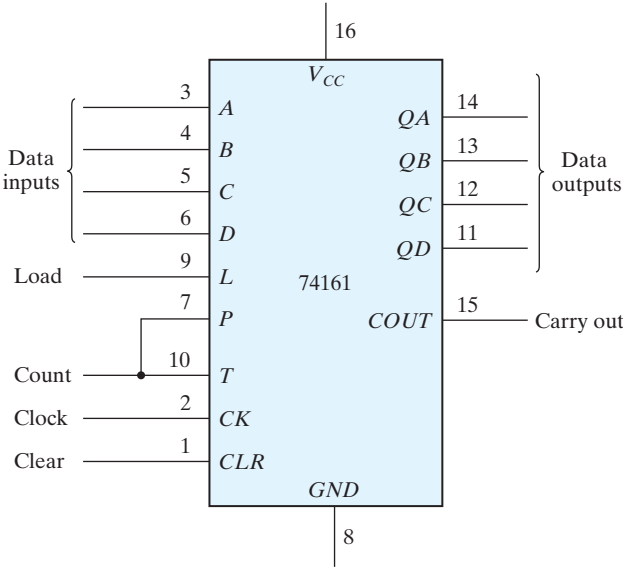 16
V_CC
3 A
4 B
5 C
6 D
Data
inputs
14 QA
13 QB
12 QC
11 QD
Data
outputs
Load 9 L
74161
7 P
COUT 15 Carry out
Count 10 T
Clock 2 CK
Clear 1 CLR
GND
8